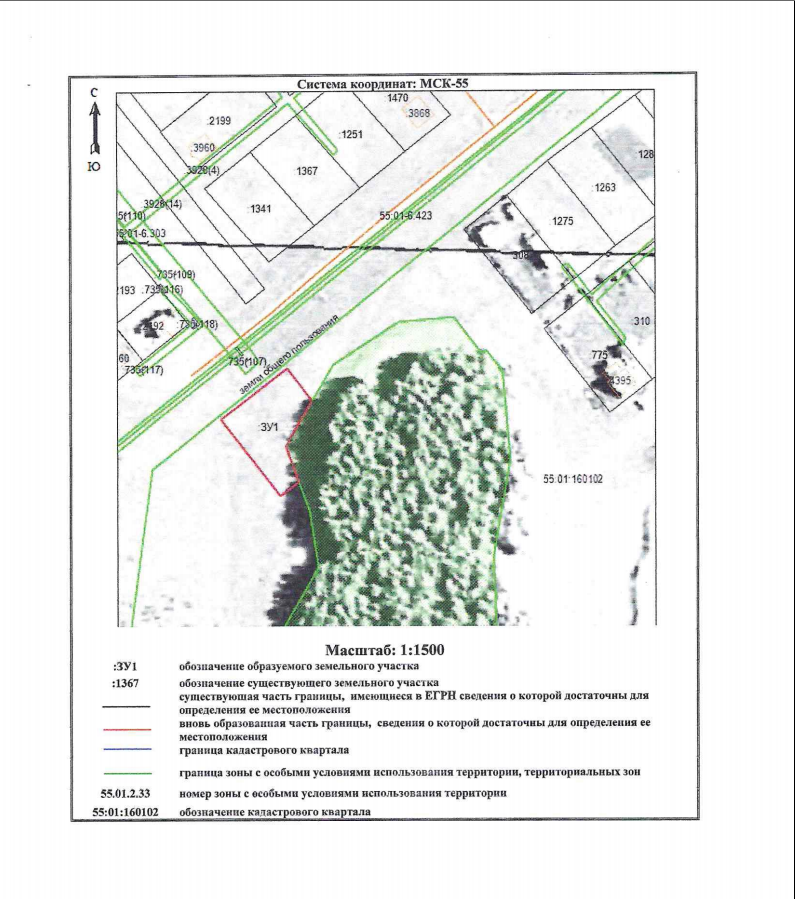 Система координат: МСК-55
С
Ю
1470
3868
:2199
:1251
3960
3928(4)
1367
128
:1263
3928(14)
:1341
55:01-6.423
1275
5(110)
5:01-6.303
308
735(109)
2193
:735(116)
2192
:735(118)
310
60
735(107)
735(117)
775
4395
земли общего пользования
:ЗУ1
55:01:160102
Масштаб: 1:1500
:ЗУ1 обозначение образуемого земельного участка
:1367 обозначение существующего земельного участка
существующая часть границы, имеющиеся в ЕГРН сведения о которой достаточны для
определения ее местоположения
вновь образованная часть границы, сведения о которой достаточны для определения ее
местоположения
граница кадастрового квартала
граница зоны с особыми условиями использования территории, территориальных зон
55.01.2.33 номер зоны с особыми условиями использования территории
55:01:160102 обозначение кадастрового квартала